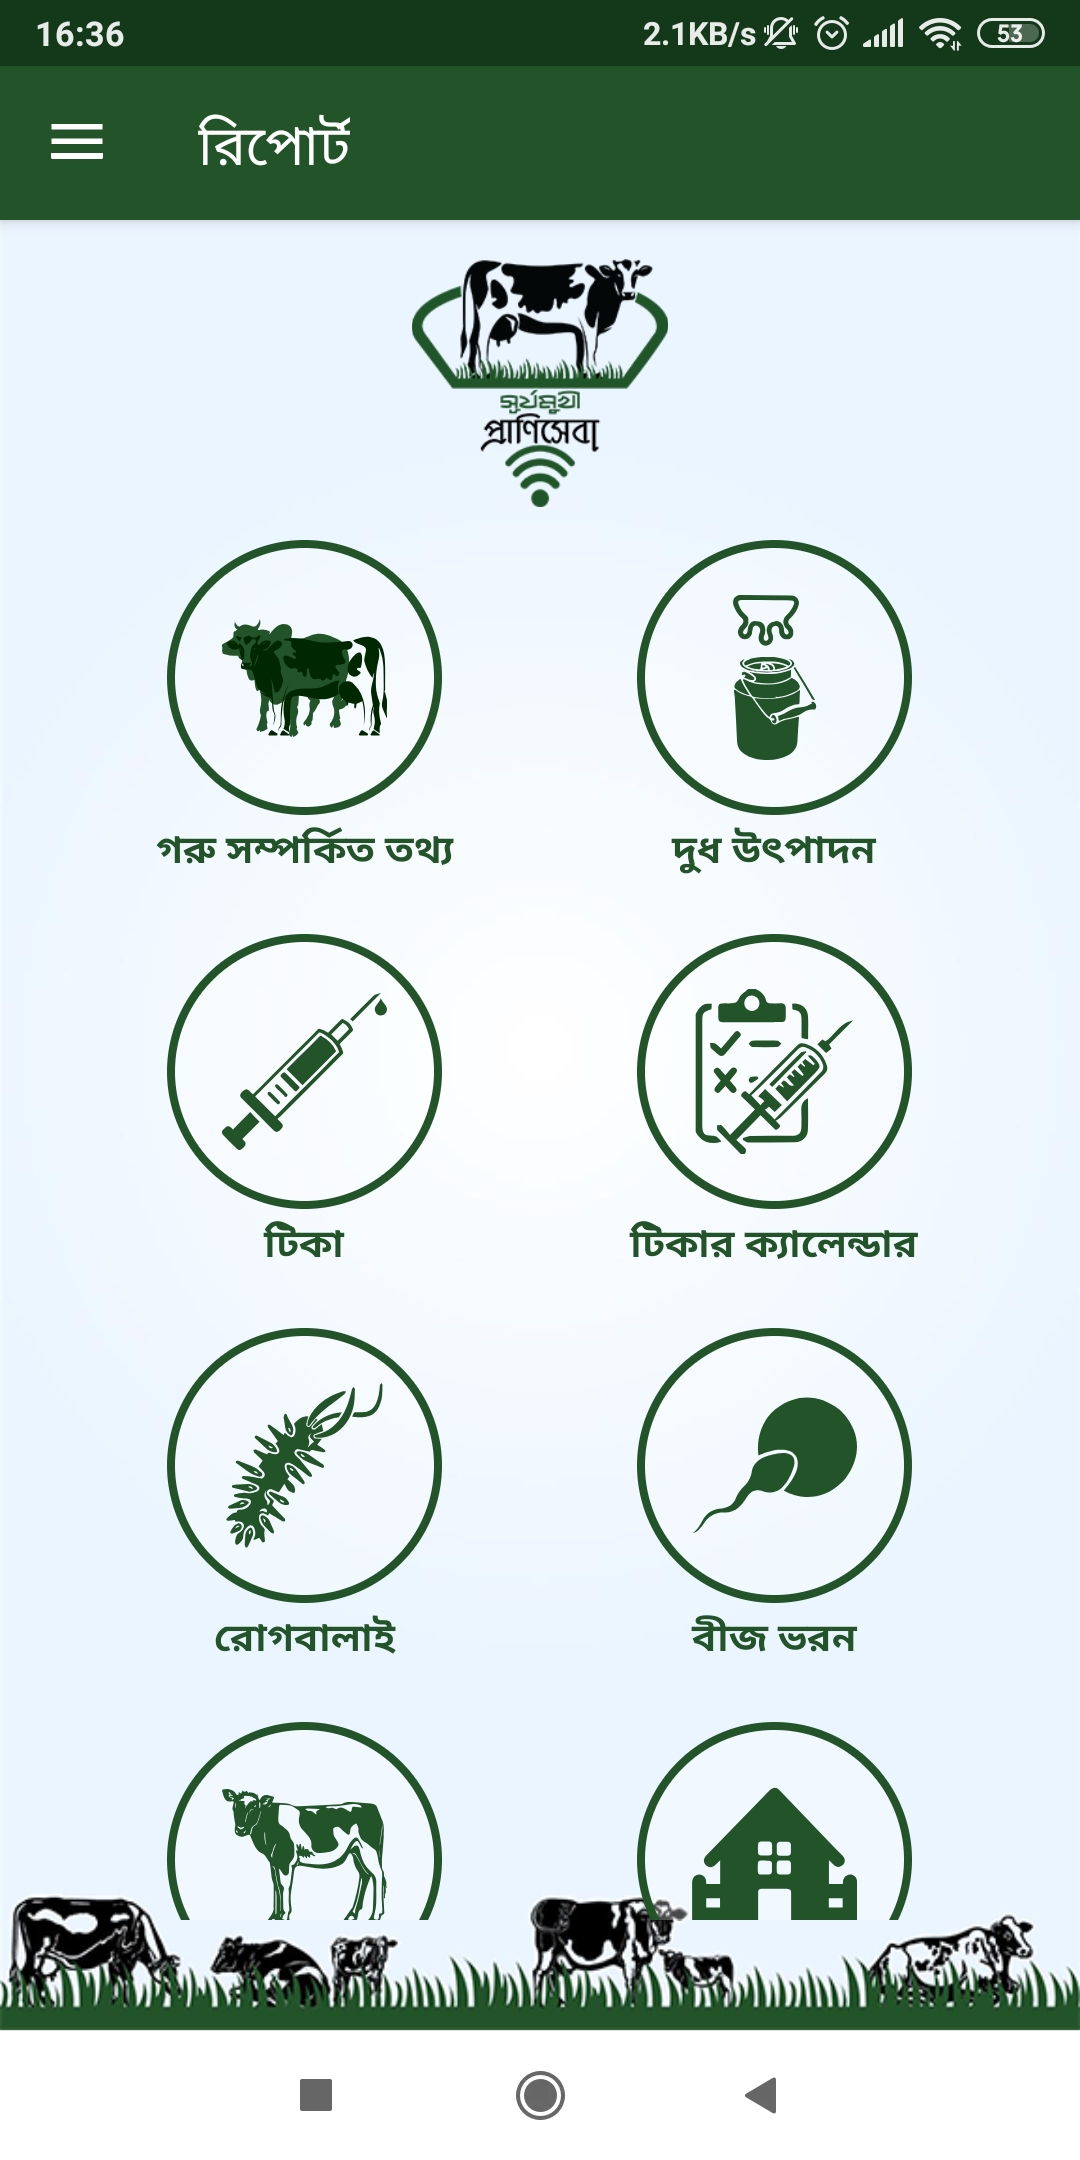 16:36 2.1KB/s 53
রিপোর্ট
সূর্যমুখী
প্রাণিসেবা
গরু সম্পর্কিত তথ্য দুধ উৎপাদন
টিকা টিকার ক্যালেন্ডার
রোগবালাই বীজ ভরন